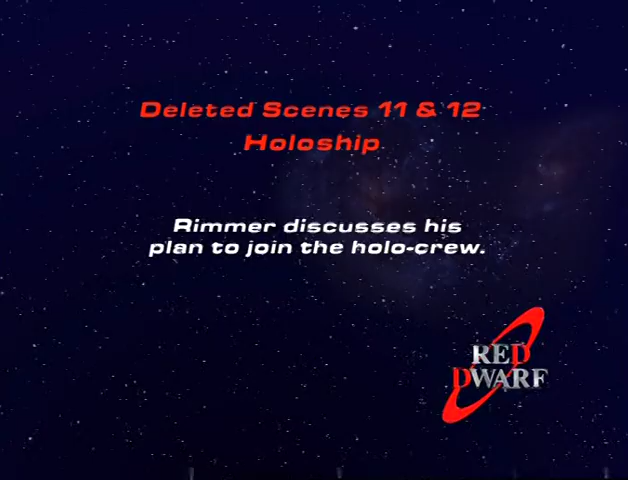 Deleted Scenes 11 & 12
Holoship
Rimmer discusses his
plan to join the holo-crew.
RED
DWARF